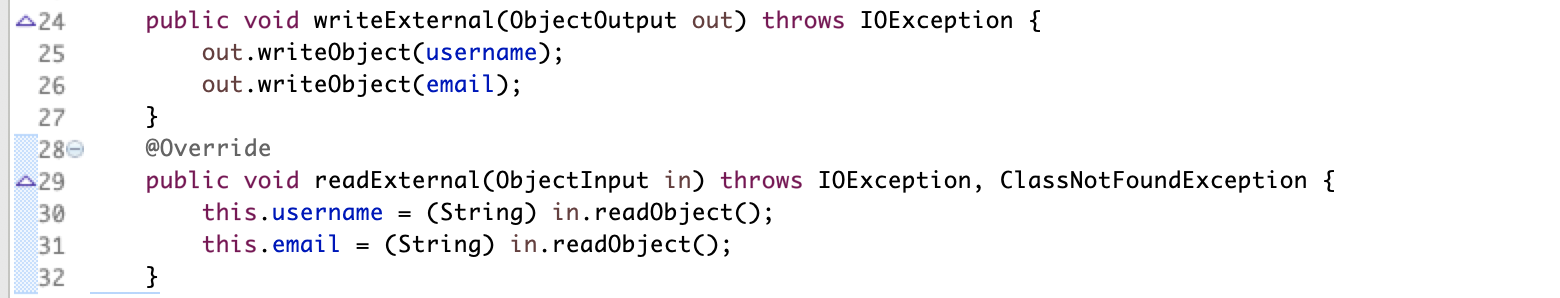 24    public void writeExternal(ObjectOutput out) throws IOException {
25        out.writeObject(username);
26        out.writeObject(email);
27    }
28    @Override
29    public void readExternal(ObjectInput in) throws IOException, ClassNotFoundException {
30        this.username = (String) in.readObject();
31        this.email = (String) in.readObject();
32    }